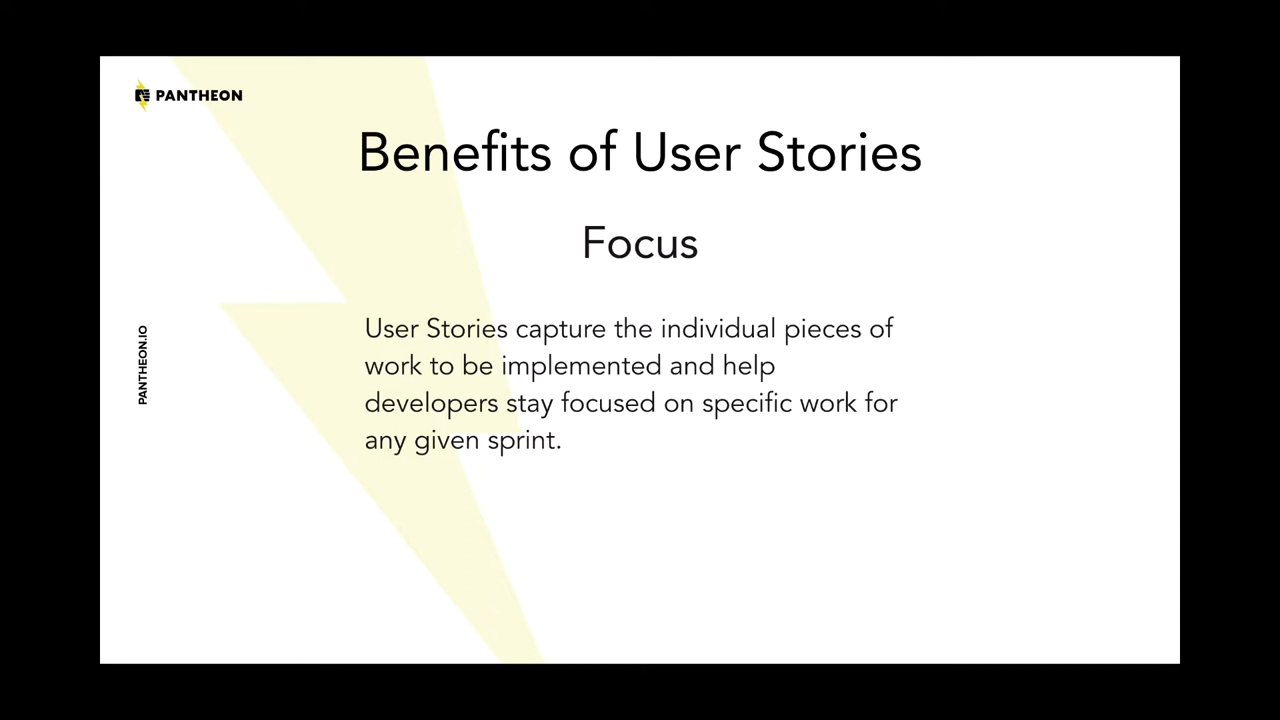 PANTHEON
Benefits of User Stories
Focus
User Stories capture the individual pieces of
work to be implemented and help
developers stay focused on specific work for
any given sprint.
PANTHEON.IO